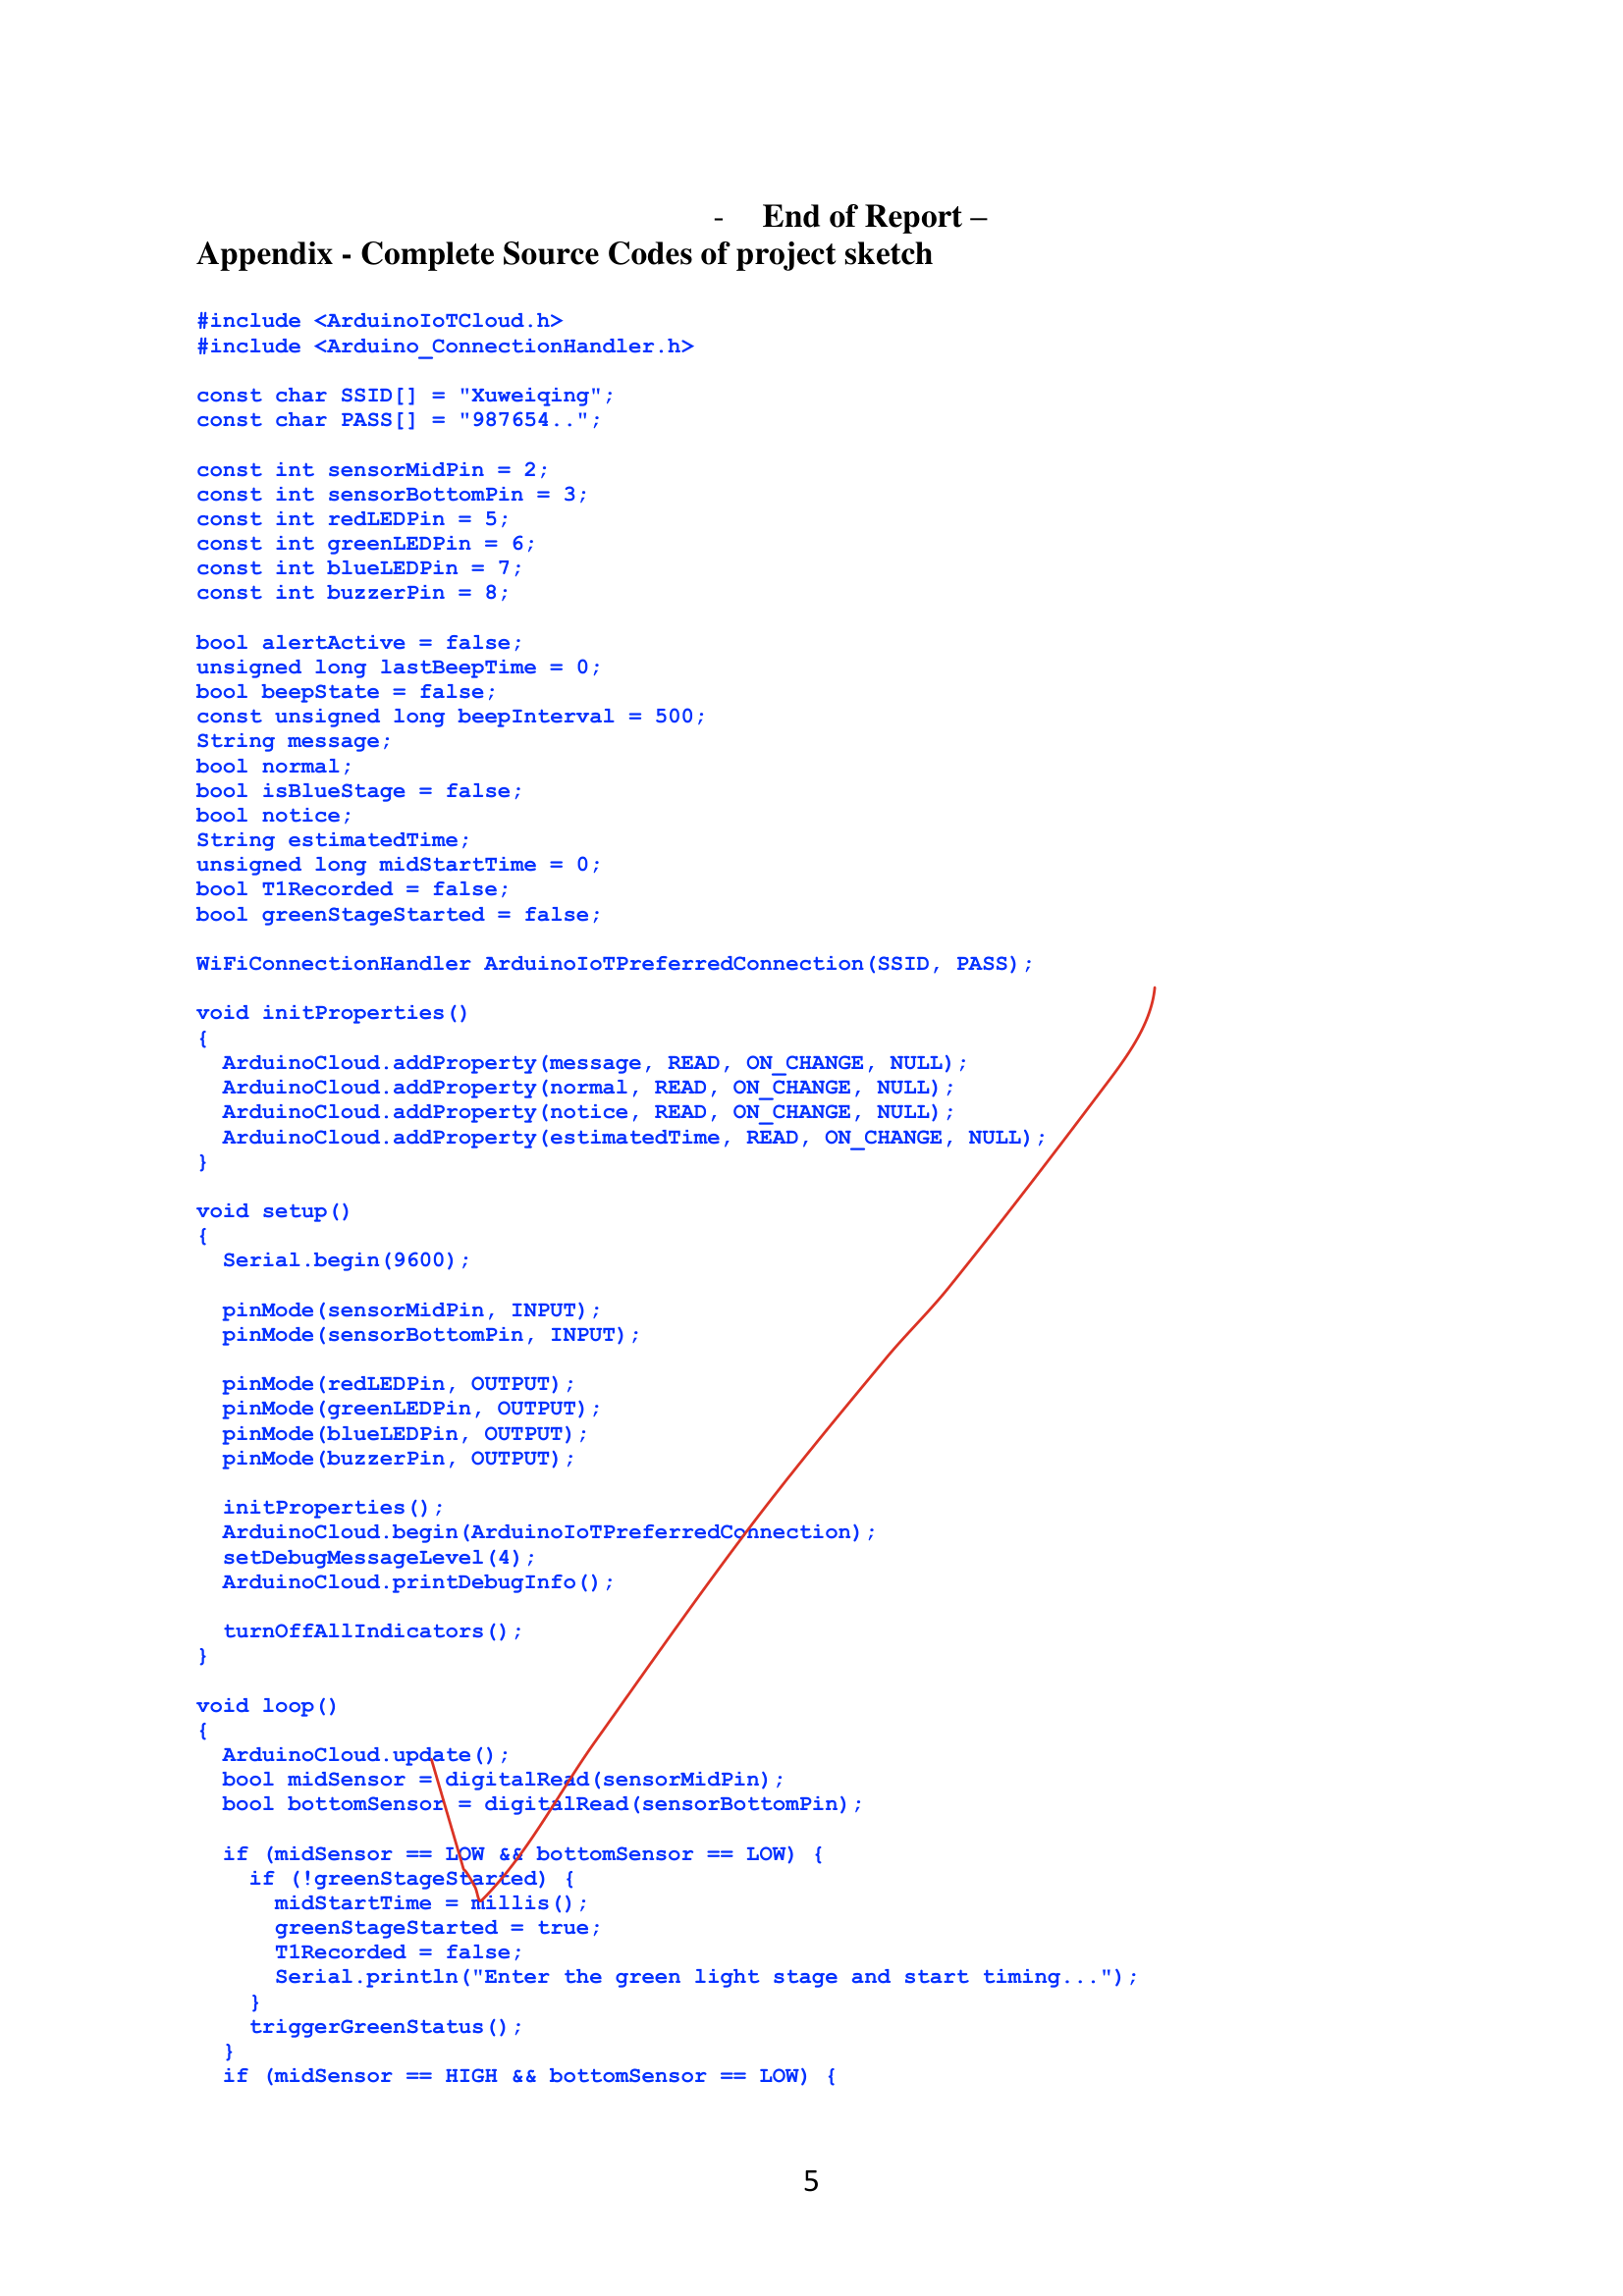 - End of Report –
Appendix - Complete Source Codes of project sketch
#include <ArduinoIoTCloud.h>
#include <Arduino_ConnectionHandler.h>
const char SSID[] = "Xuweiqing";
const char PASS[] = "987654..";
const int sensorMidPin = 2;
const int sensorBottomPin = 3;
const int redLEDPin = 5;
const int greenLEDPin = 6;
const int blueLEDPin = 7;
const int buzzerPin = 8;
bool alertActive = false;
unsigned long lastBeepTime = 0;
bool beepState = false;
const unsigned long beepInterval = 500;
String message;
bool normal;
bool isBlueStage = false;
bool notice;
String estimatedTime;
unsigned long midStartTime = 0;
bool T1Recorded = false;
bool greenStageStarted = false;
WiFiConnectionHandler ArduinoIoTPreferredConnection(SSID, PASS);
void initProperties()
{
  ArduinoCloud.addProperty(message, READ, ON_CHANGE, NULL);
  ArduinoCloud.addProperty(normal, READ, ON_CHANGE, NULL);
  ArduinoCloud.addProperty(notice, READ, ON_CHANGE, NULL);
  ArduinoCloud.addProperty(estimatedTime, READ, ON_CHANGE, NULL);
}
void setup()
{
  Serial.begin(9600);
  pinMode(sensorMidPin, INPUT);
  pinMode(sensorBottomPin, INPUT);
  pinMode(redLEDPin, OUTPUT);
  pinMode(greenLEDPin, OUTPUT);
  pinMode(blueLEDPin, OUTPUT);
  pinMode(buzzerPin, OUTPUT);
  initProperties();
  ArduinoCloud.begin(ArduinoIoTPreferredConnection);
  setDebugMessageLevel(4);
  ArduinoCloud.printDebugInfo();
  turnOffAllIndicators();
}
void loop()
{
  ArduinoCloud.update();
  bool midSensor = digitalRead(sensorMidPin);
  bool bottomSensor = digitalRead(sensorBottomPin);
  if (midSensor == LOW && bottomSensor == LOW) {
    if (!greenStageStarted) {
      midStartTime = millis();
      greenStageStarted = true;
      T1Recorded = false;
      Serial.println("Enter the green light stage and start timing...");
    }
    triggerGreenStatus();
  }
  if (midSensor == HIGH && bottomSensor == LOW) {
5